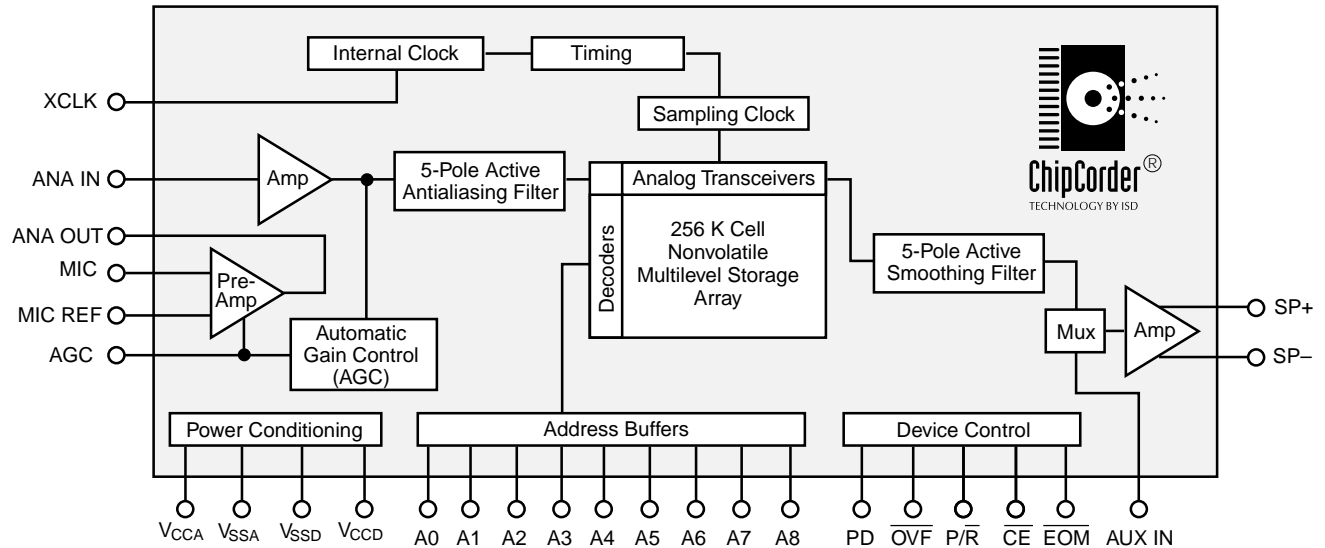 Internal Clock
Timing
XCLK
Sampling Clock
ChipCorder®
TECHNOLOGY BY ISD
ANA IN
Amp
5-Pole Active
Antialiasing Filter
Analog Transceivers
Decoders
256 K Cell
Nonvolatile
Multilevel Storage
Array
ANA OUT
MIC
Pre-
Amp
MIC REF
AGC
Automatic
Gain Control
(AGC)
5-Pole Active
Smoothing Filter
Mux
Amp
SP+
SP–
Power Conditioning
Address Buffers
Device Control
VCCA VSSA VSSD VCCD A0 A1 A2 A3 A4 A5 A6 A7 A8 PD O̅V̅F̅ P/R̅ C̅E̅ E̅O̅M̅ AUX IN